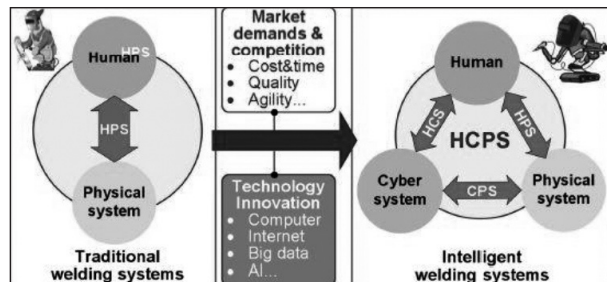 Human
HPS
HPS
Physical
system
Traditional
welding systems
Market
demands &
competition
• Cost&time
• Quality
• Agility...
Technology
Innovation
• Computer
• Internet
• Big data
• AI...
Human
HCS
HPS
HCPS
Cyber
system
CPS
Physical
system
Intelligent
welding systems